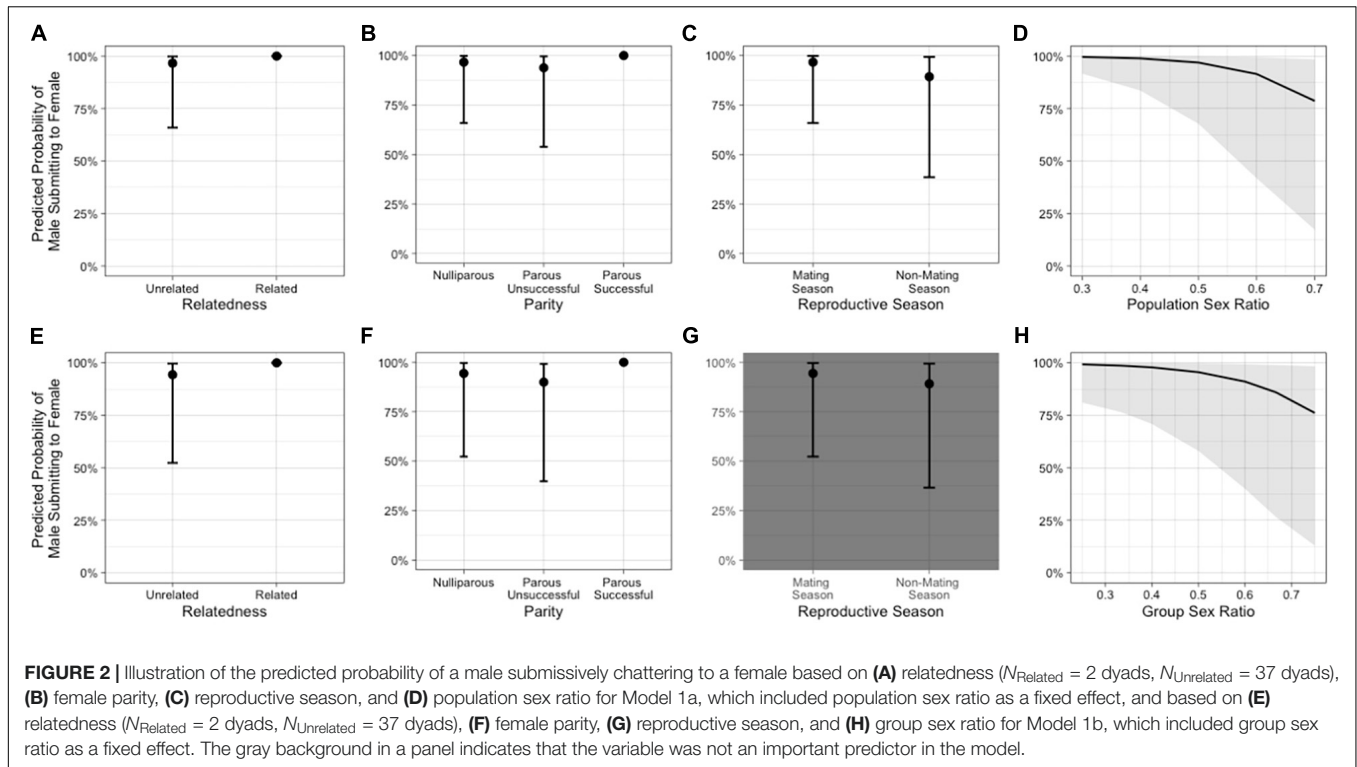 A
B
C
D
Predicted Probability of
Male Submitting to Female
100%
75%
50%
25%
0%
Unrelated
Related
Relatedness
100%
75%
50%
25%
0%
Nulliparous
Parous
Unsuccessful
Parous
Successful
Parity
100%
75%
50%
25%
0%
Mating
Season
Non-Mating
Season
Reproductive Season
100%
75%
50%
25%
0%
0.3
0.4
0.5
0.6
0.7
Population Sex Ratio
E
F
G
H
Predicted Probability of
Male Submitting to Female
100%
75%
50%
25%
0%
Unrelated
Related
Relatedness
100%
75%
50%
25%
0%
Nulliparous
Parous
Unsuccessful
Parous
Successful
Parity
100%
75%
50%
25%
0%
Mating
Season
Non-Mating
Season
Reproductive Season
100%
75%
50%
25%
0%
0.3
0.4
0.5
0.6
0.7
Group Sex Ratio
FIGURE 2 | Illustration of the predicted probability of a male submissively chattering to a female based on (A) relatedness (NRelated = 2 dyads, NUnrelated = 37 dyads),
(B) female parity, (C) reproductive season, and (D) population sex ratio for Model 1a, which included population sex ratio as a fixed effect, and based on (E)
relatedness (NRelated = 2 dyads, NUnrelated = 37 dyads), (F) female parity, (G) reproductive season, and (H) group sex ratio for Model 1b, which included group sex
ratio as a fixed effect. The gray background in a panel indicates that the variable was not an important predictor in the model.